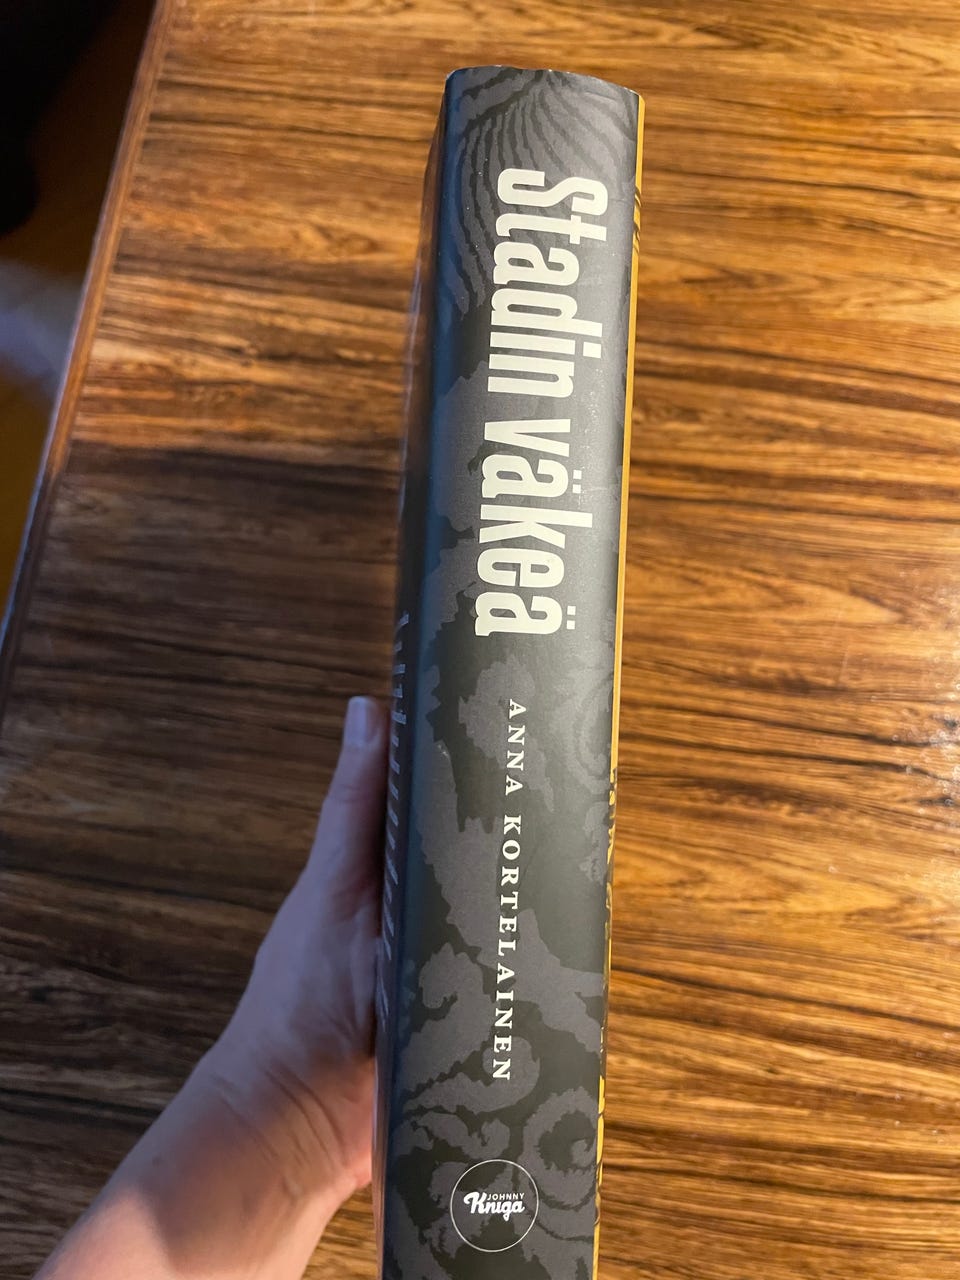 Stadin väkeä
ANNA KORTELAINEN
JOHNNY
Kniga